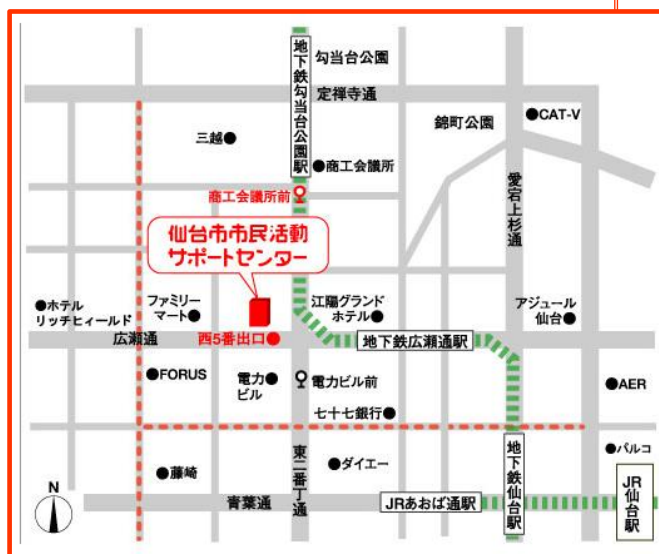 勾当台公園
地下鉄勾当台公園駅
定禅寺通
●CAT-V
錦町公園
三越●
●商工会議所
商工会議所前
愛宕上杉通
仙台市市民活動
サポートセンター
●ホテル
リッチヒィールド
ファミリー
マート●
江陽グランド
ホテル●
アジュール
仙台●
広瀬通
西5番出口●
地下鉄広瀬通駅
●FORUS
電力●
ビル
電力ビル前
●AER
七十七銀行●
東二番丁通
地下鉄仙台駅
●パルコ
●藤崎
●ダイエー
JR仙台駅
N
青葉通
JRあおば通駅